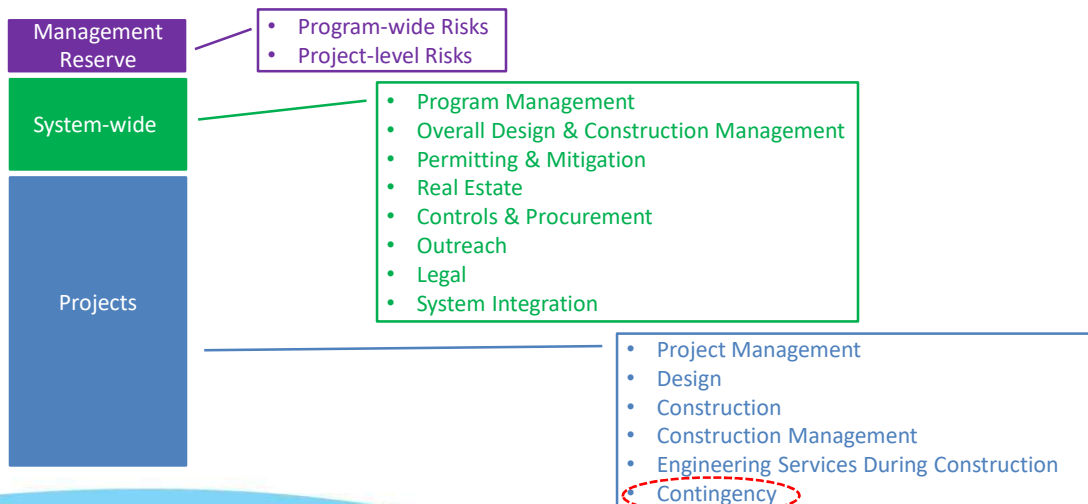 Management
Reserve
• Program-wide Risks
• Project-level Risks
System-wide
• Program Management
• Overall Design & Construction Management
• Permitting & Mitigation
• Real Estate
• Controls & Procurement
• Outreach
• Legal
• System Integration
Projects
• Project Management
• Design
• Construction
• Construction Management
• Engineering Services During Construction
• Contingency